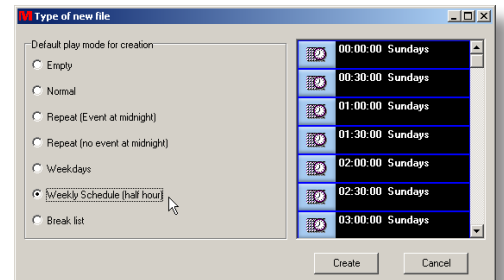 M Type of new file
Default play mode for creation
Empty
Normal
Repeat (Event at midnight)
Repeat (no event at midnight)
Weekdays
Weekly Schedule (half hour)
Break list
00:00:00 Sundays
00:30:00 Sundays
01:00:00 Sundays
01:30:00 Sundays
02:00:00 Sundays
02:30:00 Sundays
03:00:00 Sundays
Create
Cancel